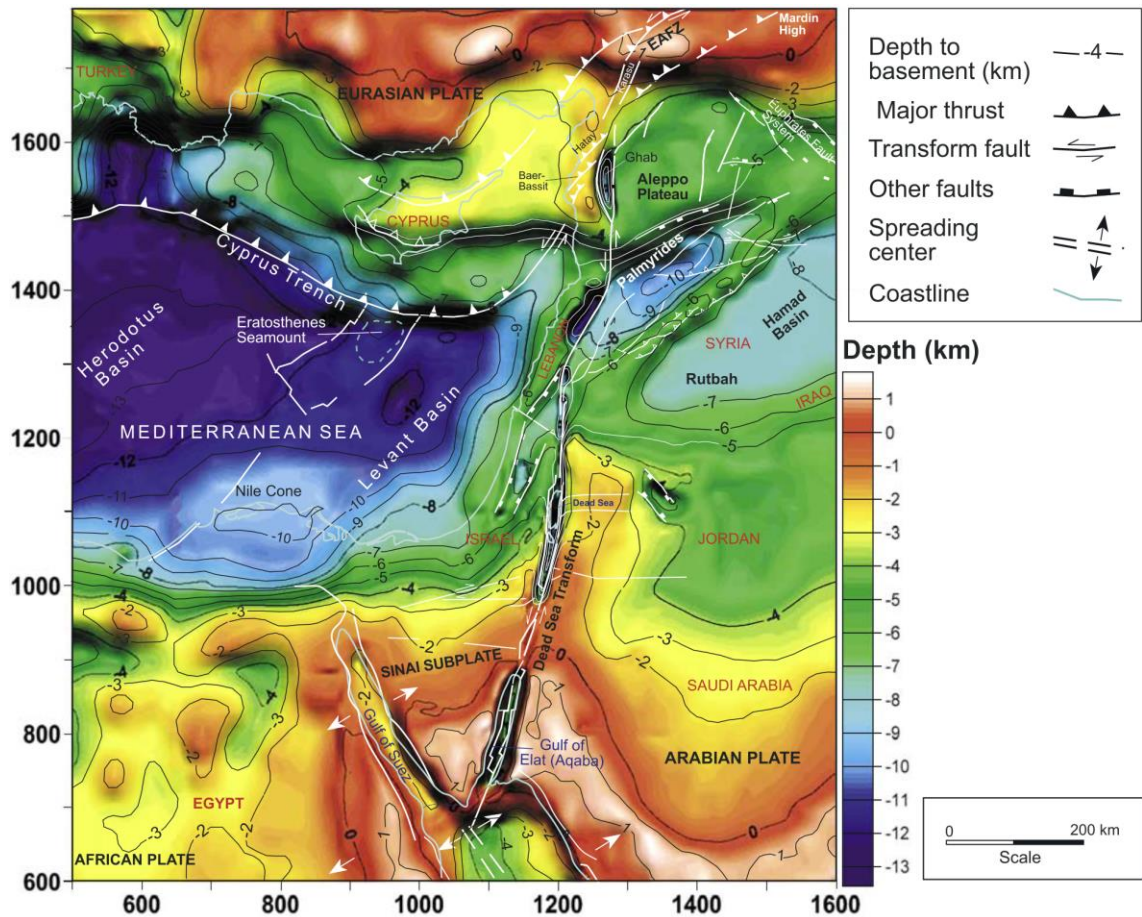 Mardin
High
EAFZ
Karasu
TURKEY
EURASIAN PLATE
Euphrates Fault
System
Hatay
Ghab
Baer-
Bassit
Aleppo
Plateau
CYPRUS
Cyprus Trench
Palmyrides
Hamad
Basin
Eratosthenes
Seamount
Herodotus
Basin
LEBANON
SYRIA
Rutbah
IRAQ
MEDITERRANEAN SEA
Levant Basin
Nile Cone
Dead Sea
ISRAEL
JORDAN
Dead Sea Transform
SINAI SUBPLATE
SAUDI ARABIA
Gulf of Suez
Gulf of
Elat (Aqaba)
ARABIAN PLATE
EGYPT
AFRICAN PLATE
1600
1400
1200
1000
800
600
400 600 800 1000 1200 1400 1600
Depth to
basement (km)
-4
Major thrust
Transform fault
Other faults
Spreading
center
Coastline
Depth (km)
1
0
-1
-2
-3
-4
-5
-6
-7
-8
-9
-10
-11
-12
-13
0 200 km
Scale